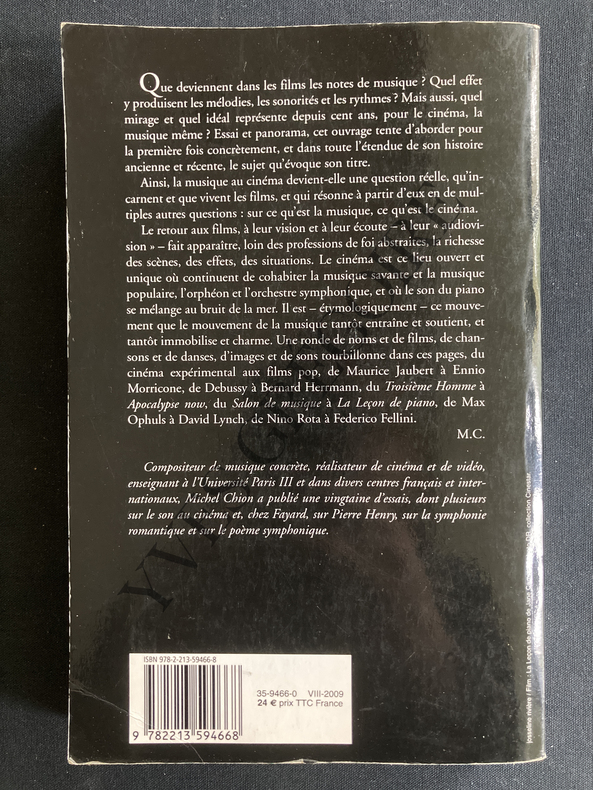 Que deviennent dans les films les notes de musique ? Quel effet
y produisent les mélodies, les sonorités et les rythmes ? Mais aussi, quel
mirage et quel idéal représente depuis cent ans, pour le cinéma, la
musique même ? Essai et panorama, cet ouvrage tente d'aborder pour
la première fois concrètement, et dans toute l'étendue de son histoire
ancienne et récente, le sujet qu'évoque son titre.
Ainsi, la musique au cinéma devient-elle une question réelle, qu'in-
carnent et que vivent les films, et qui résonne à partir d'eux en de mul-
tiples autres questions : sur ce qu'est la musique, ce qu'est le cinéma.
Le retour aux films, à leur vision et à leur écoute – à leur « audiovi-
sion » – fait apparaître, loin des professions de foi abstraites, la richesse
des scènes, des effets, des situations. Le cinéma est ce lieu ouvert et
unique où continuent de cohabiter la musique savante et la musique
populaire, l'orphéon et l'orchestre symphonique, et où le son du piano
se mélange au bruit de la mer. Il est – étymologiquement – ce mouve-
ment que le mouvement de la musique tantôt entraîne et soutient, et
tantôt immobilise et charme. Une ronde de noms et de films, de chan-
sons et de danses, d'images et de sons tourbillonne dans ces pages, du
cinéma expérimental aux films pop, de Maurice Jaubert à Ennio
Morricone, de Debussy à Bernard Herrmann, du Troisième Homme à
Apocalypse now, du Salon de musique à La Leçon de piano, de Max
Ophuls à David Lynch, de Nino Rota à Federico Fellini.
M.C.
Compositeur de musique concrète, réalisateur de cinéma et de vidéo,
enseignant à l'Université Paris III et dans divers centres français et inter-
nationaux, Michel Chion a publié une vingtaine d'essais, dont plusieurs
sur le son au cinéma et, chez Fayard, sur Pierre Henry, sur la symphonie
romantique et sur le poème symphonique.
ISBN 978-2-213-59466-8
35-9466-0 VIII-2009
24 € prix TTC France
9 782213 594668
Josseline rivière / Film : La Leçon de piano de Jane collection Cinestar
YVES